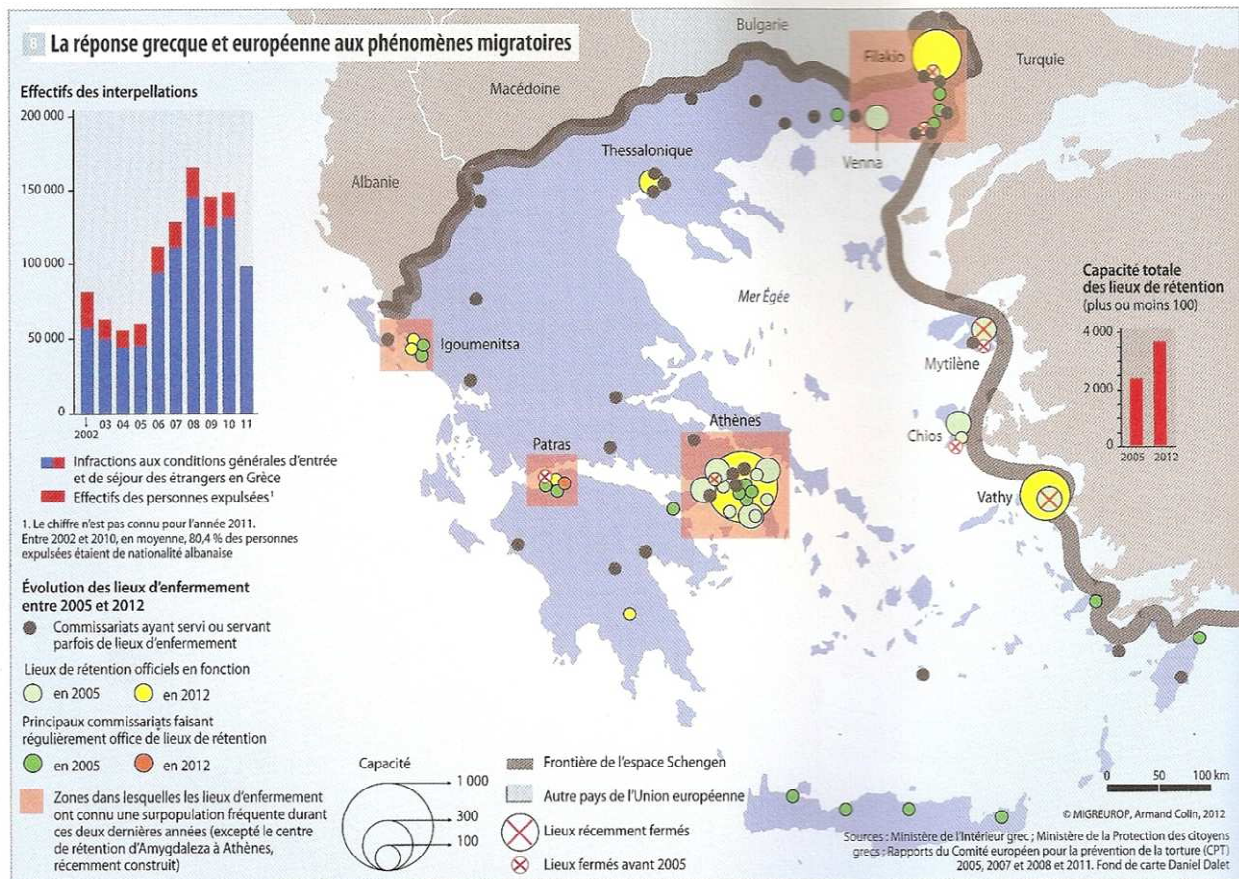 8 La réponse grecque et européenne aux phénomènes migratoires
Effectifs des interpellations
200 000
150 000
100 000
50 000
0
2002
03 04 05 06 07 08 09 10 11
Infractions aux conditions générales d'entrée
et de séjour des étrangers en Grèce
Effectifs des personnes expulsées¹
1. Le chiffre n'est pas connu pour l'année 2011.
Entre 2002 et 2010, en moyenne, 80,4 % des personnes
expulsées étaient de nationalité albanaise
Évolution des lieux d'enfermement
entre 2005 et 2012
Commissariats ayant servi ou servant
parfois de lieux d'enfermement
Lieux de rétention officiels en fonction
en 2005
en 2012
Principaux commissariats faisant
régulièrement office de lieux de rétention
en 2005
en 2012
Zones dans lesquelles les lieux d'enfermement
ont connu une surpopulation fréquente durant
ces deux dernières années (excepté le centre
de rétention d'Amygdaleza à Athènes,
récemment construit)
Capacité
1 000
300
100
Frontière de l'espace Schengen
Autre pays de l'Union européenne
Lieux récemment fermés
Lieux fermés avant 2005
Bulgarie
Macédoine
Albanie
Turquie
Filakio
Venna
Thessalonique
Mer Égée
Igoumenitsa
Mytilène
Chios
Athènes
Patras
Vathy
Capacité totale
des lieux de rétention
(plus ou moins 100)
4 000
2 000
0
2005 2012
0 50 100 km
© MIGREUROP, Armand Colin, 2012
Sources : Ministère de l'Intérieur grec ; Ministère de la Protection des citoyens
grecs ; Rapports du Comité européen pour la prévention de la torture (CPT)
2005, 2007 et 2008 et 2011. Fond de carte Daniel Dalet